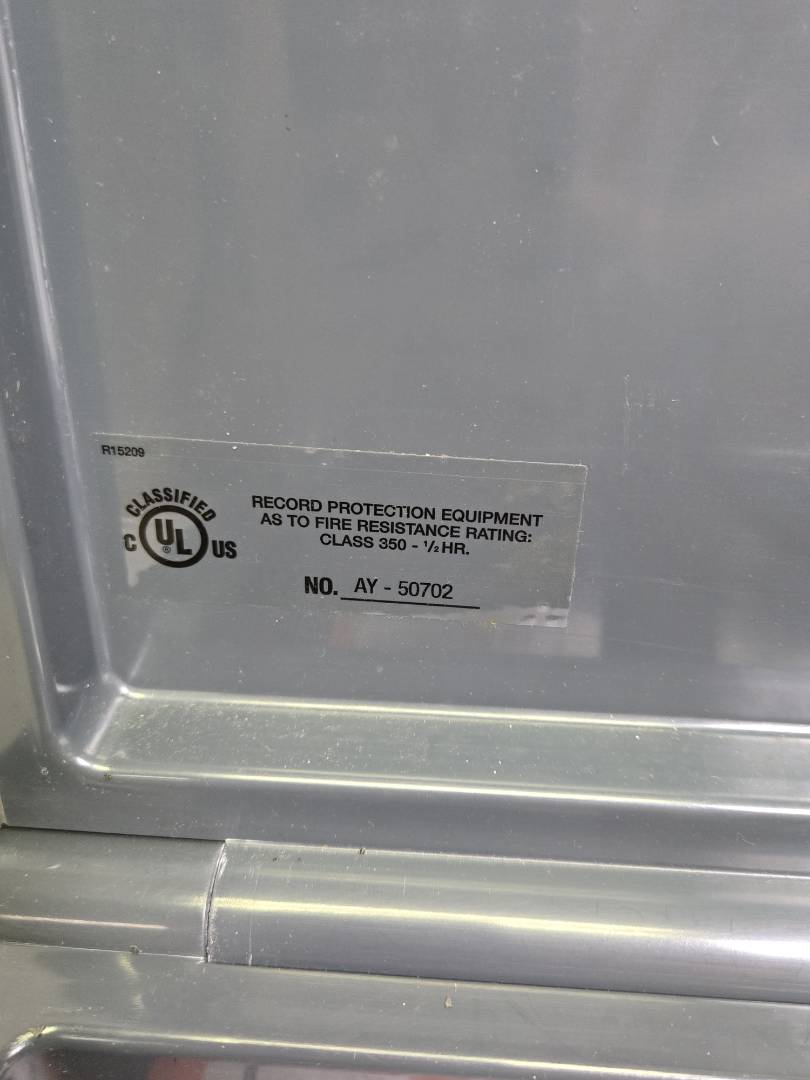 R15209
CLASSIFIED
C UL US
®
RECORD PROTECTION EQUIPMENT
AS TO FIRE RESISTANCE RATING:
CLASS 350 - ½ HR.
NO. AY - 50702